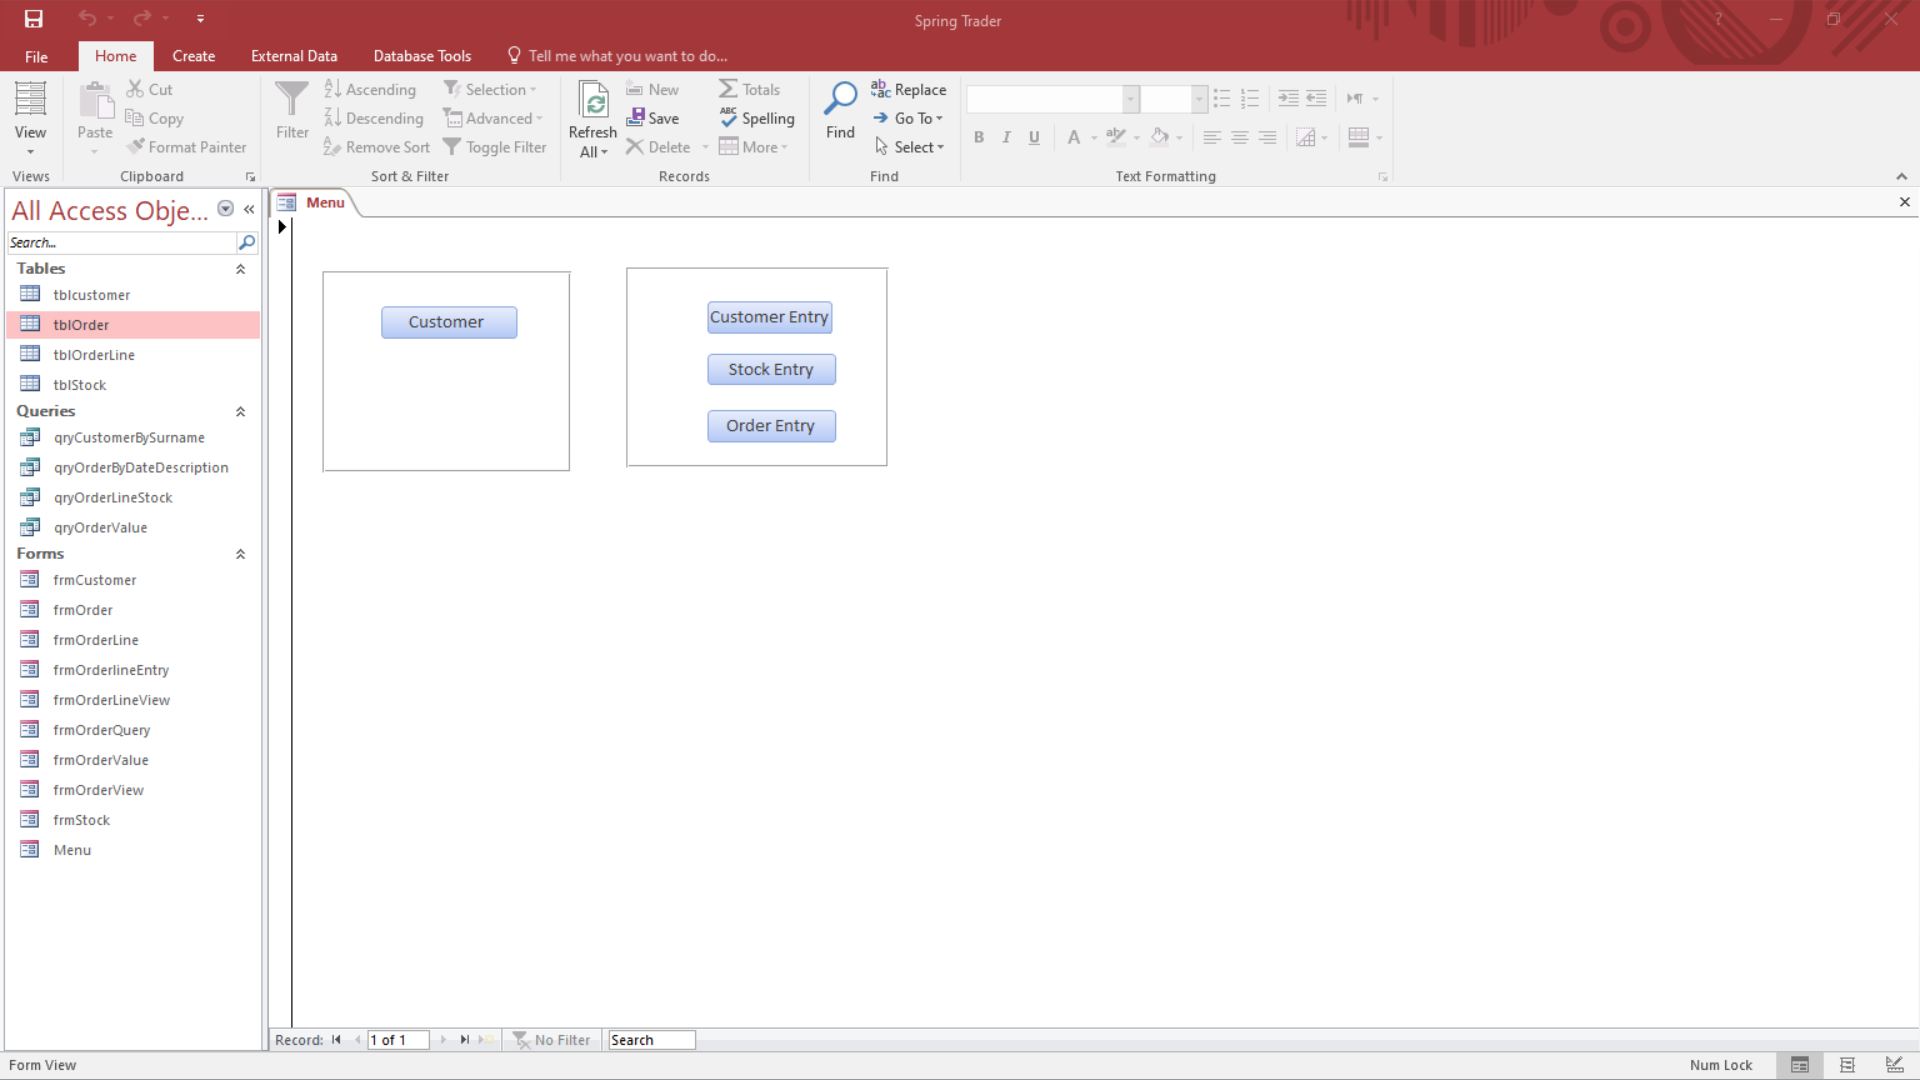 Spring Trader
File
Home
Create
External Data
Database Tools
Tell me what you want to do...
View
Views
Paste
Cut
Copy
Format Painter
Clipboard
Filter
Ascending
Descending
Remove Sort
Selection
Advanced
Toggle Filter
Sort & Filter
Refresh
All
New
Save
Delete
Totals
Spelling
More
Records
Find
Replace
Go To
Select
Find
B I U A
Text Formatting
All Access Obje...
Search...
Tables
tblcustomer
tblOrder
tblOrderLine
tblStock
Queries
qryCustomerBySurname
qryOrderByDateDescription
qryOrderLineStock
qryOrderValue
Forms
frmCustomer
frmOrder
frmOrderLine
frmOrderlineEntry
frmOrderLineView
frmOrderQuery
frmOrderValue
frmOrderView
frmStock
Menu
Menu
Customer
Customer Entry
Stock Entry
Order Entry
Record: 1 of 1 No Filter Search
Form View
Num Lock